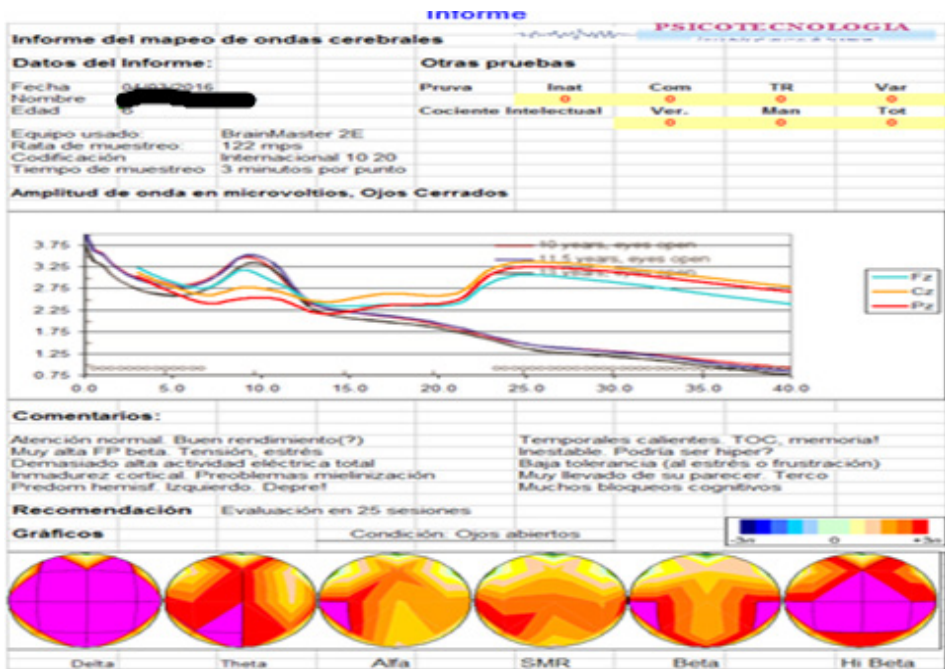 Informe
Informe del mapeo de ondas cerebrales
PSICOTECNOLOGIA
Datos del Informe:
Otras pruebas
Fecha
Pruva Inat Com TR Var
Nombre
0 0 0 0
Edad 6
Cociente Intelectual Ver. Man Tot
0 0 0
Equipo usado: BrainMaster 2E
Rata de muestreo: 122 mps
Codificación Internacional 10 20
Tiempo de muestreo 3 minutos por punto
Amplitud de onda en microvoltios, Ojos Cerrados
3.75
3.25
2.75
2.25
1.75
1.25
0.75
10 years, eyes open
11.5 years, eyes open
Fz
Cz
Pz
0.0 5.0 10.0 15.0 20.0 25.0 30.0 35.0 40.0
Comentarios:
Atención normal. Buen rendimiento(?)
Muy alta FP beta. Tensión, estrés
Demasiado alta actividad eléctrica total
Inmadurez cortical. Preoblemas mielinización
Predom hemisf. Izquierdo. Depre!
Temporales calientes. TOC, memoria!
Inestable. Podría ser hiper?
Baja tolerancia (al estrés o frustración)
Muy llevado de su parecer. Terco
Muchos bloqueos cognitivos
Recomendación Evaluación en 25 sesiones
Gráficos Condición: Ojos abiertos
0
Delta Theta Alfa SMR Beta Hi Beta